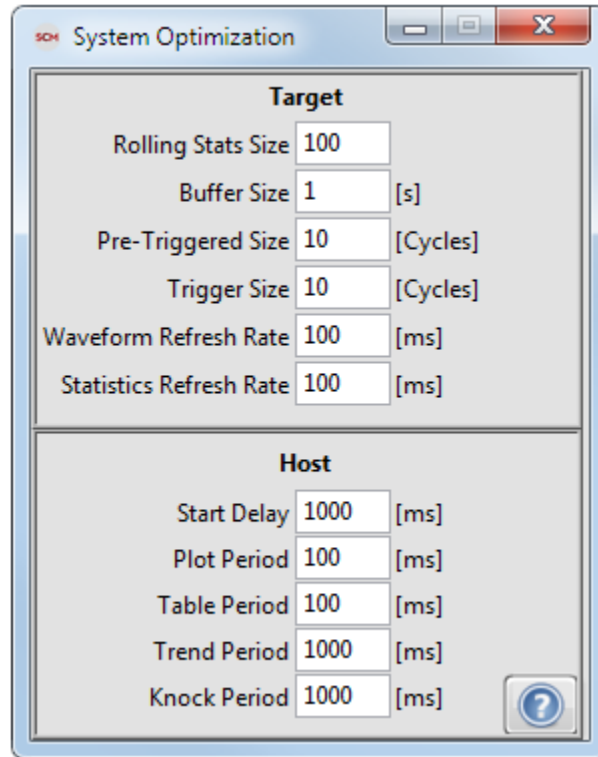 SCM System Optimization
Target
Rolling Stats Size 100
Buffer Size 1 [s]
Pre-Triggered Size 10 [Cycles]
Trigger Size 10 [Cycles]
Waveform Refresh Rate 100 [ms]
Statistics Refresh Rate 100 [ms]
Host
Start Delay 1000 [ms]
Plot Period 100 [ms]
Table Period 100 [ms]
Trend Period 1000 [ms]
Knock Period 1000 [ms]
?